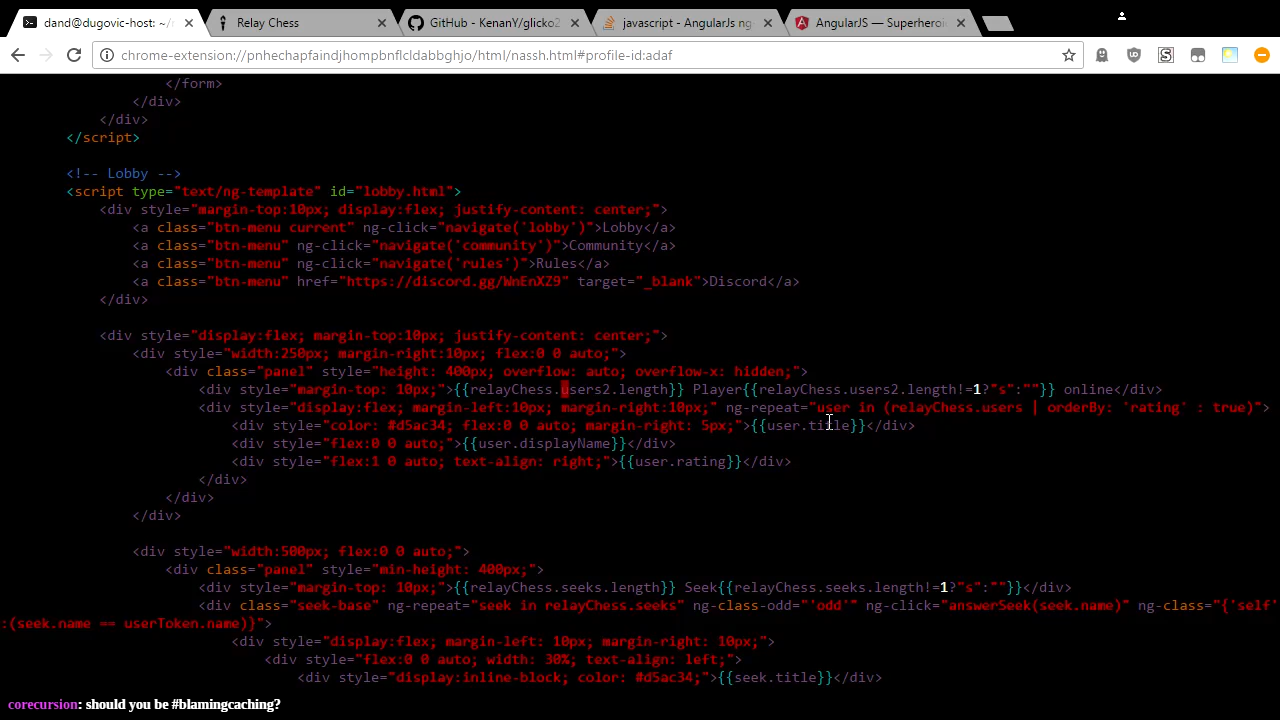 dand@dugovic-host: ~/r
Relay Chess
GitHub - KenanY/glicko2
javascript - AngularJs ng-
AngularJS — Superheroi
chrome-extension://pnhechapfaindjhompbnflcldabbghjo/html/nassh.html#profile-id:adaf
</form>
</div>
</div>
</script>
<!-- Lobby -->
<script type="text/ng-template" id="lobby.html">
<div style="margin-top:10px; display:flex; justify-content: center;">
<a class="btn-menu current" ng-click="navigate('lobby')">Lobby</a>
<a class="btn-menu" ng-click="navigate('community')">Community</a>
<a class="btn-menu" ng-click="navigate('rules')">Rules</a>
<a class="btn-menu" href="https://discord.gg/WnEnXZ9" target="_blank">Discord</a>
</div>
<div style="display:flex; margin-top:10px; justify-content: center;">
<div style="width:250px; margin-right:10px; flex:0 0 auto;">
<div class="panel" style="height: 400px; overflow: auto; overflow-x: hidden;">
<div style="margin-top: 10px;">{{relayChess.users2.length}} Player{{relayChess.users2.length!=1?"s":""}} online</div>
<div style="display:flex; margin-left:10px; margin-right:10px;" ng-repeat="user in (relayChess.users | orderBy: 'rating' : true)">
<div style="color: #d5ac34; flex:0 0 auto; margin-right: 5px;">{{user.title}}</div>
<div style="flex:0 0 auto;">{{user.displayName}}</div>
<div style="flex:1 0 auto; text-align: right;">{{user.rating}}</div>
</div>
</div>
</div>
<div style="width:500px; flex:0 0 auto;">
<div class="panel" style="min-height: 400px;">
<div style="margin-top: 10px;">{{relayChess.seeks.length}} Seek{{relayChess.seeks.length!=1?"s":""}}</div>
<div class="seek-base" ng-repeat="seek in relayChess.seeks" ng-class-odd="'odd'" ng-click="answerSeek(seek.name)" ng-class="{'self'
:(seek.name == userToken.name)}">
<div style="display:flex; margin-left: 10px; margin-right: 10px;">
<div style="flex:0 0 auto; width: 30%; text-align: left;">
<div style="display:inline-block; color: #d5ac34;">{{seek.title}}</div>
corecursion: should you be #blamingcaching?